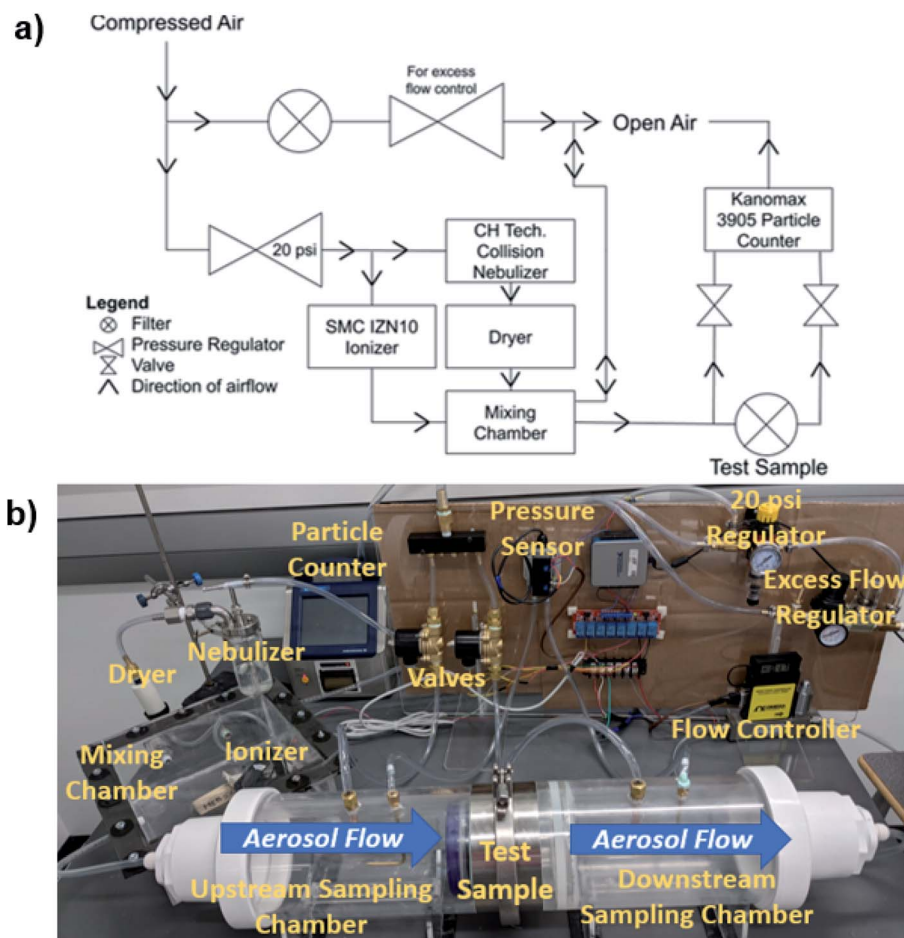 a)
Compressed Air
For excess
flow control
Open Air
Kanomax
3905 Particle
Counter
20 psi
CH Tech.
Collision
Nebulizer
Legend
Filter
Pressure Regulator
Valve
Direction of airflow
SMC IZN10
Ionizer
Dryer
Mixing
Chamber
Test Sample
b)
Particle
Counter
Pressure
Sensor
20 psi
Regulator
Excess Flow
Regulator
Nebulizer
Dryer
Valves
Flow Controller
Mixing
Chamber
Ionizer
Aerosol Flow
Test
Sample
Aerosol Flow
Upstream Sampling
Chamber
Downstream
Sampling Chamber